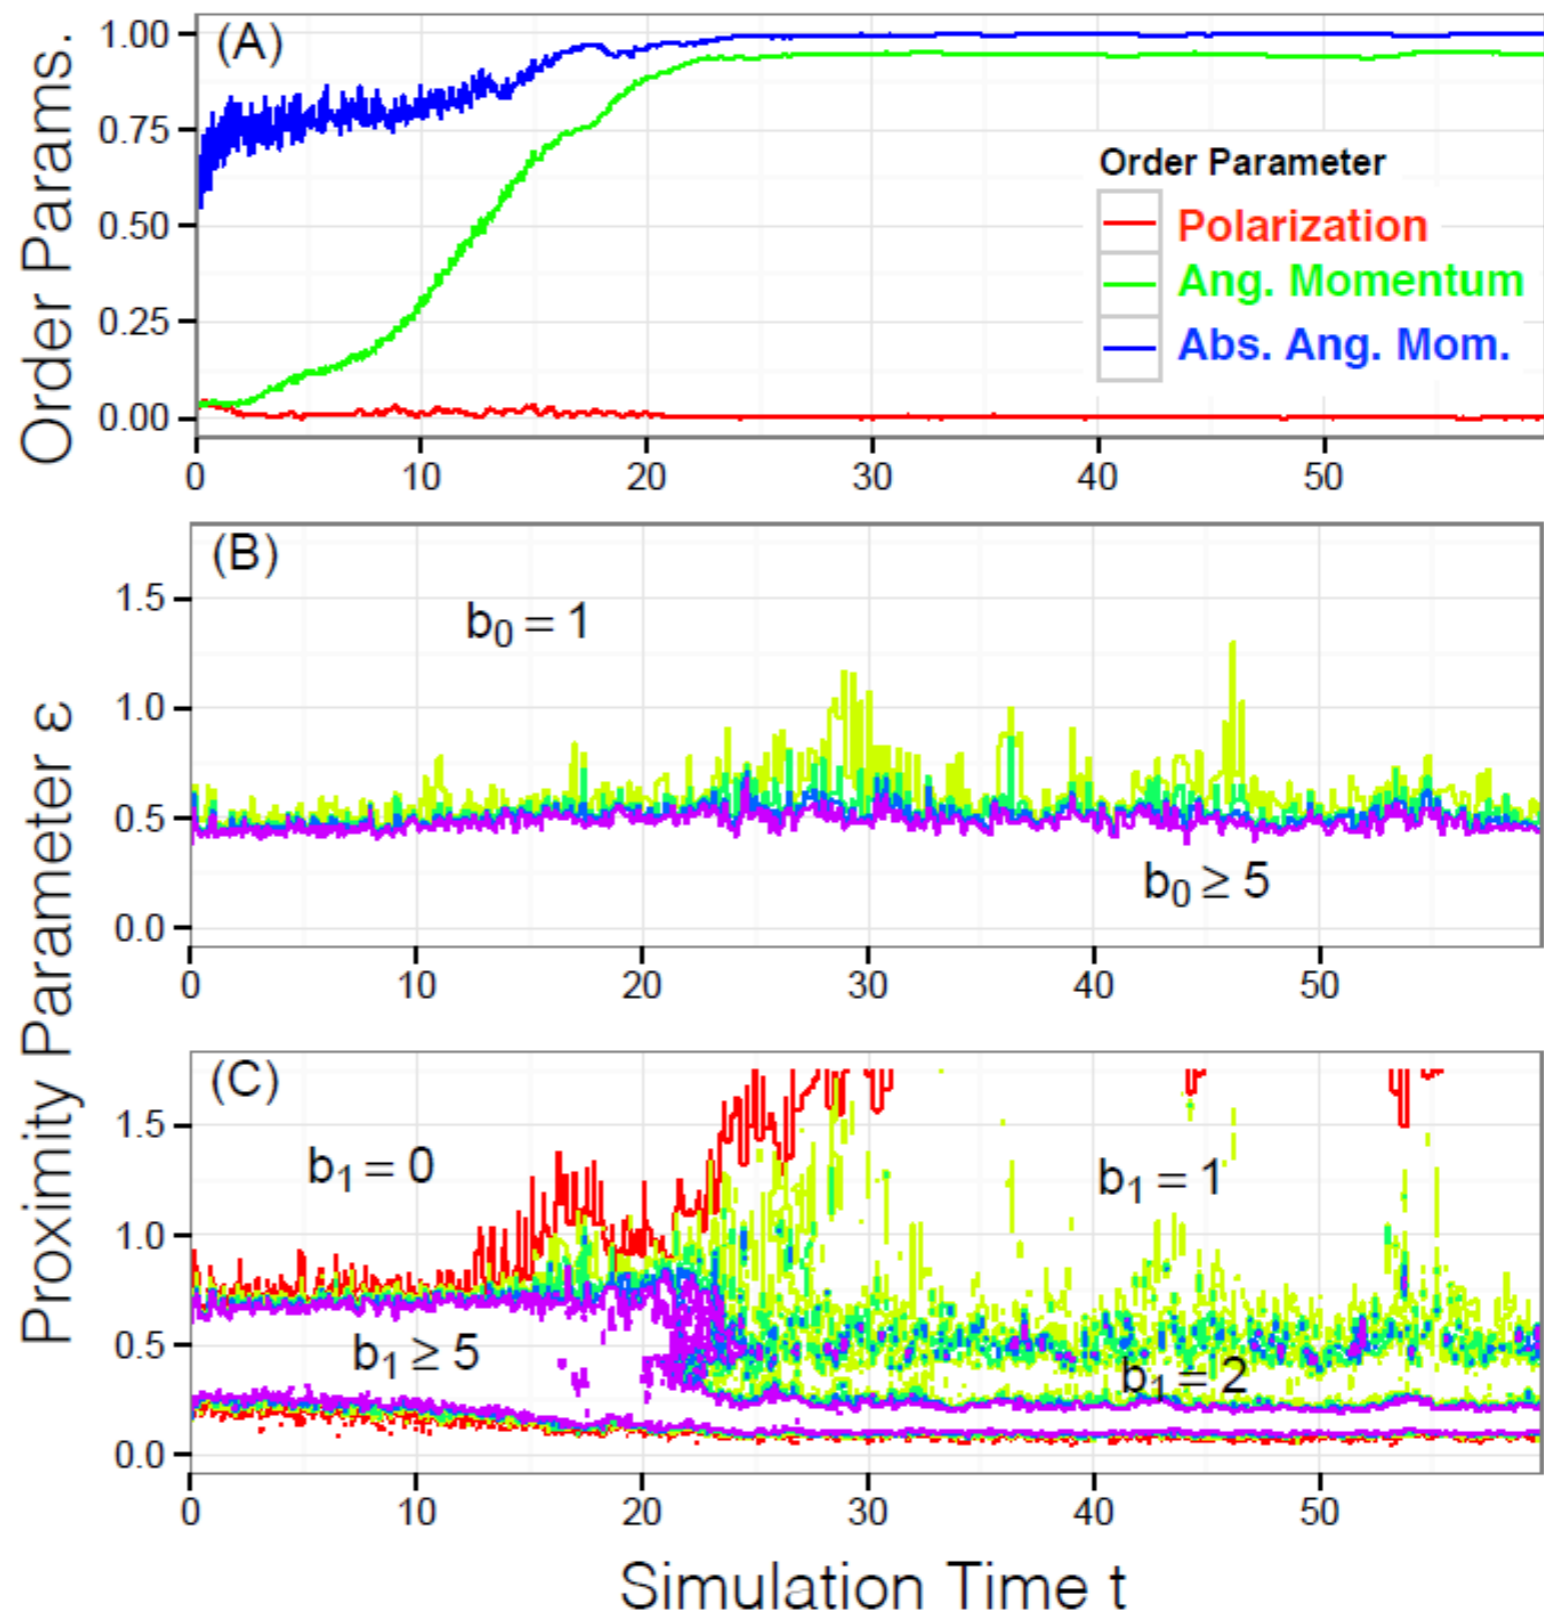 Order Params.
(A)
1.00
0.75
0.50
0.25
0.00
Order Parameter
Polarization
Ang. Momentum
Abs. Ang. Mom.
0 10 20 30 40 50
Proximity Parameter ε
(B)
b₀ = 1
1.5
1.0
0.5
0.0
b₀ ≥ 5
0 10 20 30 40 50
(C)
1.5
1.0
0.5
0.0
b₁ = 0
b₁ = 1
b₁ ≥ 5
b₁ = 2
0 10 20 30 40 50
Simulation Time t